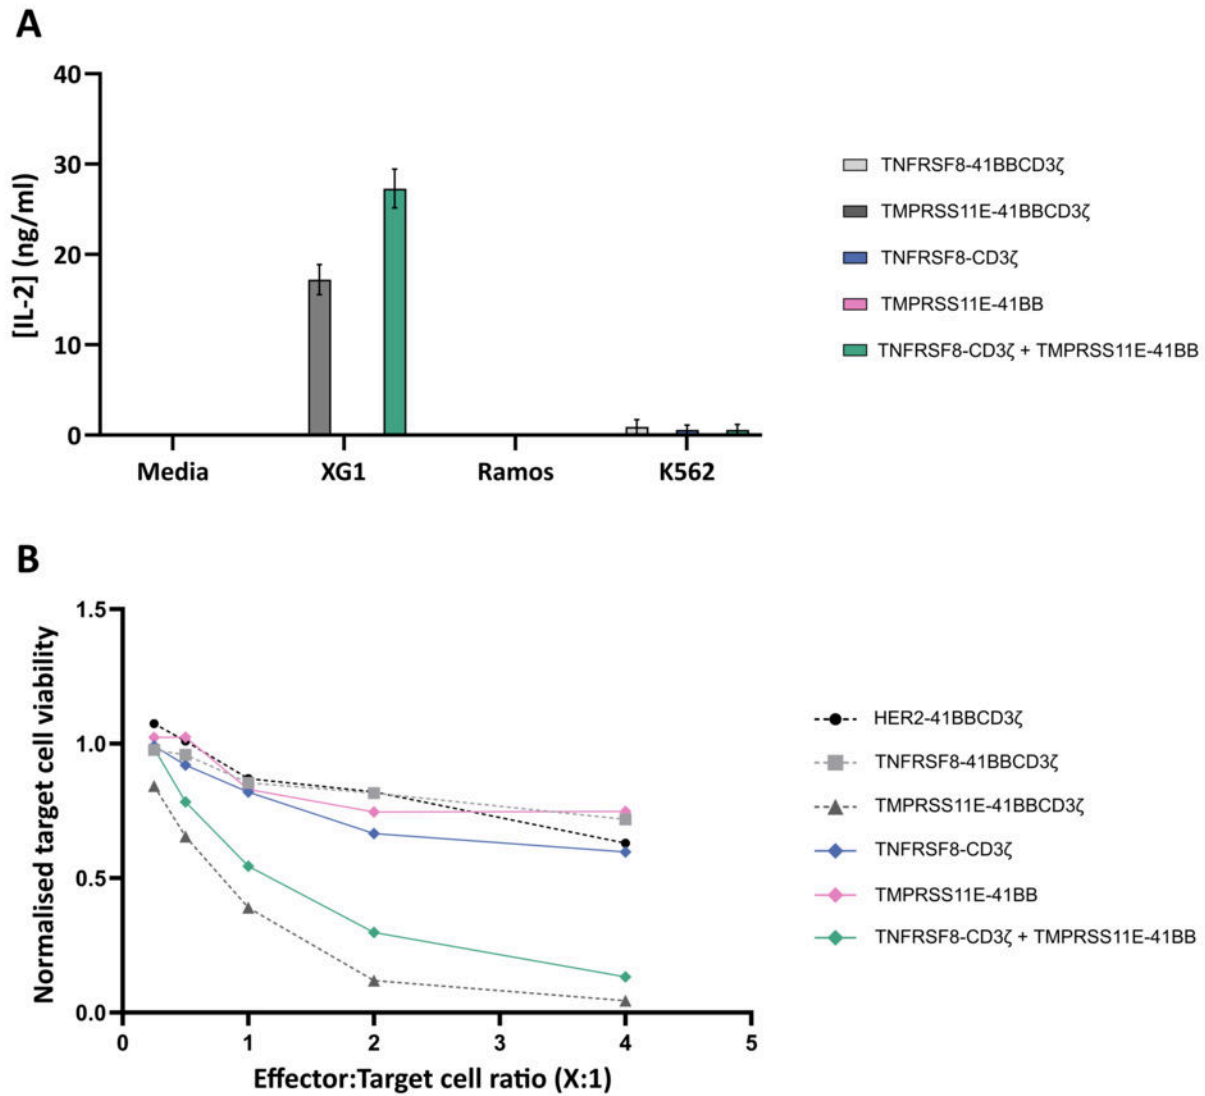 A
[IL-2] (ng/ml)
40
30
20
10
0
Media
XG1
Ramos
K562
TNFRSF8-41BBCD3ζ
TMPRSS11E-41BBCD3ζ
TNFRSF8-CD3ζ
TMPRSS11E-41BB
TNFRSF8-CD3ζ + TMPRSS11E-41BB
B
Normalised target cell viability
1.5
1.0
0.5
0.0
0
1
2
3
4
5
Effector:Target cell ratio (X:1)
HER2-41BBCD3ζ
TNFRSF8-41BBCD3ζ
TMPRSS11E-41BBCD3ζ
TNFRSF8-CD3ζ
TMPRSS11E-41BB
TNFRSF8-CD3ζ + TMPRSS11E-41BB